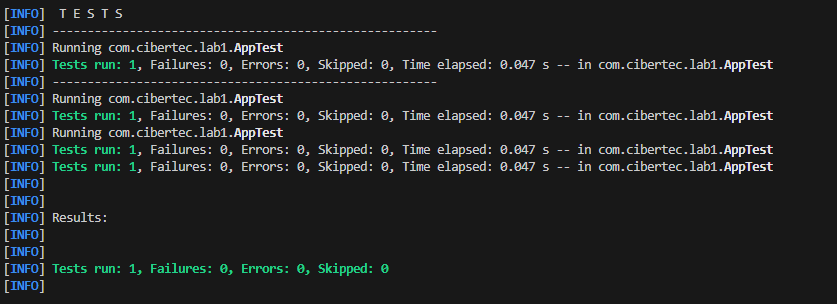 [INFO]  T E S T S
[INFO] -------------------------------------------------------
[INFO] Running com.cibertec.lab1.AppTest
[INFO] Tests run: 1, Failures: 0, Errors: 0, Skipped: 0, Time elapsed: 0.047 s -- in com.cibertec.lab1.AppTest
[INFO] -------------------------------------------------------
[INFO] Running com.cibertec.lab1.AppTest
[INFO] Tests run: 1, Failures: 0, Errors: 0, Skipped: 0, Time elapsed: 0.047 s -- in com.cibertec.lab1.AppTest
[INFO] Running com.cibertec.lab1.AppTest
[INFO] Tests run: 1, Failures: 0, Errors: 0, Skipped: 0, Time elapsed: 0.047 s -- in com.cibertec.lab1.AppTest
[INFO] Tests run: 1, Failures: 0, Errors: 0, Skipped: 0, Time elapsed: 0.047 s -- in com.cibertec.lab1.AppTest
[INFO]
[INFO]
[INFO] Results:
[INFO]
[INFO]
[INFO] Tests run: 1, Failures: 0, Errors: 0, Skipped: 0
[INFO]